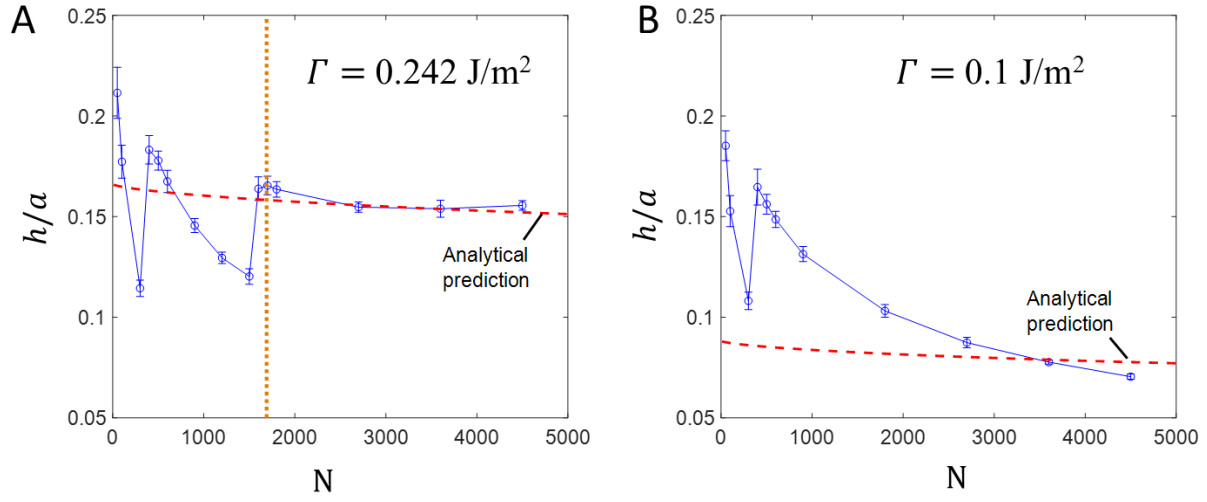 A
Γ = 0.242 J/m²
h/a
0.25
0.2
0.15
0.1
0.05
Analytical
prediction
0 1000 2000 3000 4000 5000
N
B
Γ = 0.1 J/m²
h/a
0.25
0.2
0.15
0.1
0.05
Analytical
prediction
0 1000 2000 3000 4000 5000
N